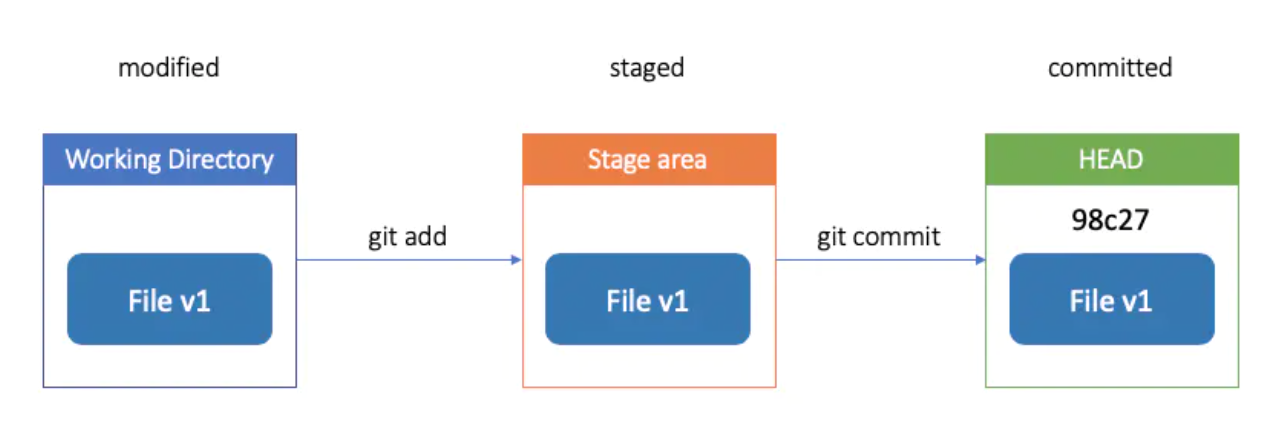 modified
staged
committed
Working Directory
Stage area
HEAD
98c27
git add
git commit
File v1
File v1
File v1